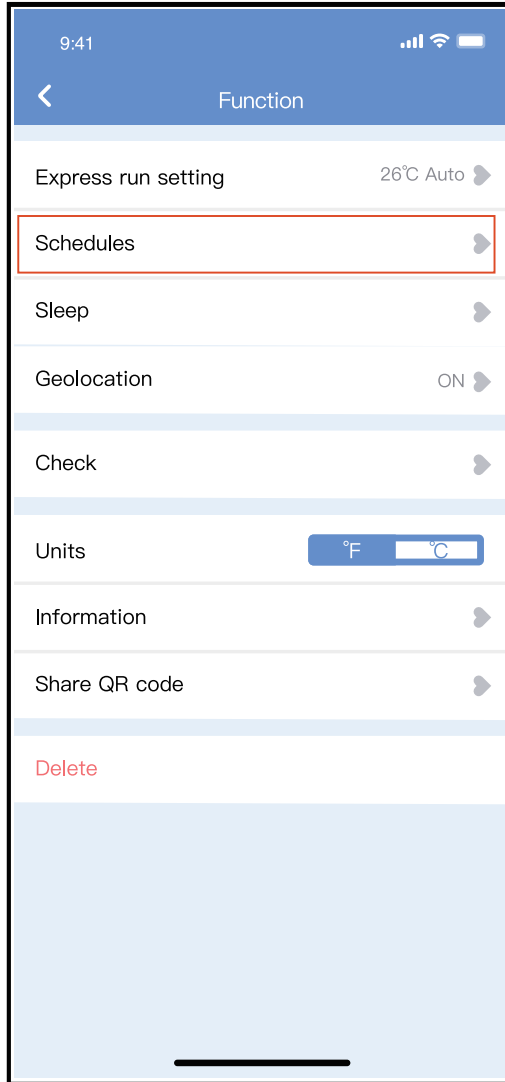 9:41
Function
Express run setting 26℃ Auto
Schedules
Sleep
Geolocation ON
Check
Units °F ℃
Information
Share QR code
Delete